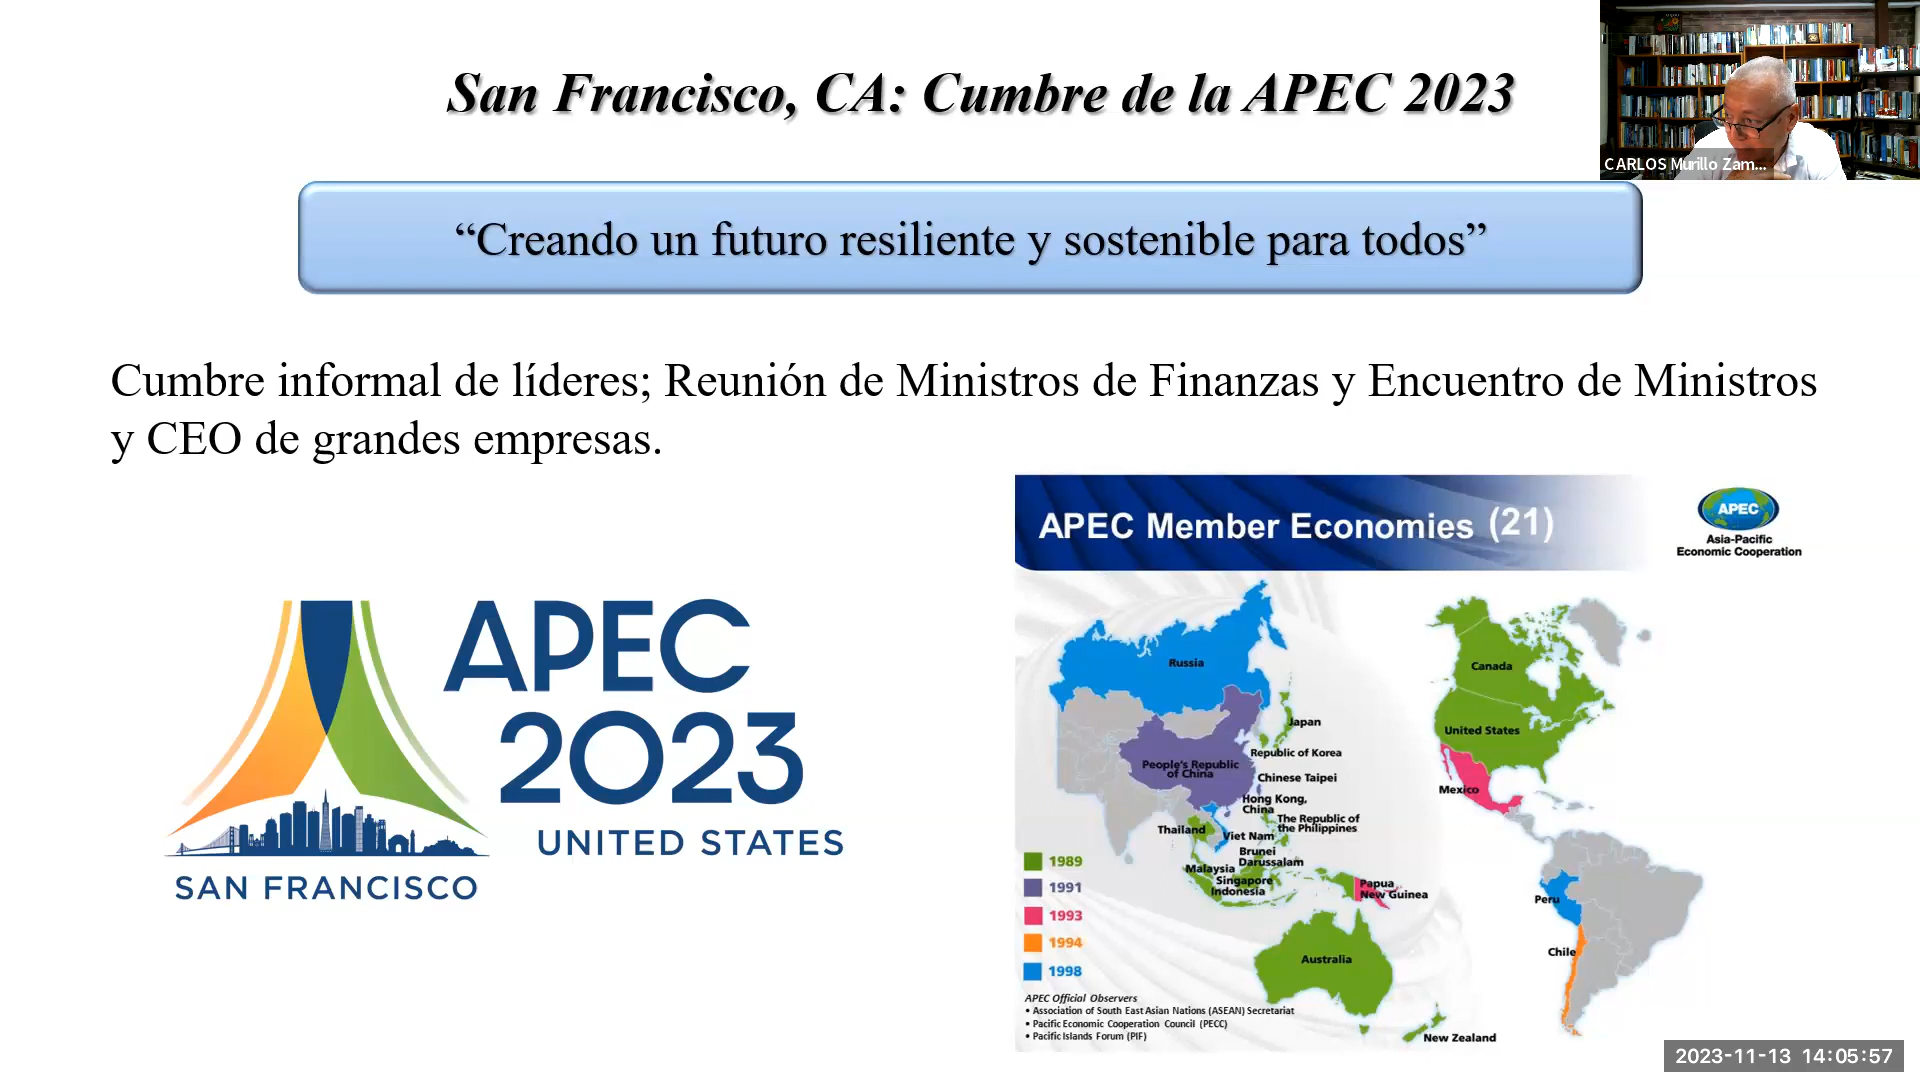 San Francisco, CA: Cumbre de la APEC 2023
CARLOS Murillo Zam...
“Creando un futuro resiliente y sostenible para todos”
Cumbre informal de líderes; Reunión de Ministros de Finanzas y Encuentro de Ministros
y CEO de grandes empresas.
APEC
2023
UNITED STATES
SAN FRANCISCO
APEC Member Economies (21)
APEC
Asia-Pacific
Economic Cooperation
Russia
Canada
Japan
United States
Republic of Korea
People's Republic
of China
Chinese Taipei
Mexico
Hong Kong,
China
The Republic of
the Philippines
Thailand
Viet Nam
Brunei
Darussalam
Malaysia
Singapore
Indonesia
Papua
New Guinea
Peru
Chile
Australia
New Zealand
1989
1991
1993
1994
1998
APEC Official Observers
• Association of South East Asian Nations (ASEAN) Secretariat
• Pacific Economic Cooperation Council (PECC)
• Pacific Islands Forum (PIF)
2023-11-13 14:05:57